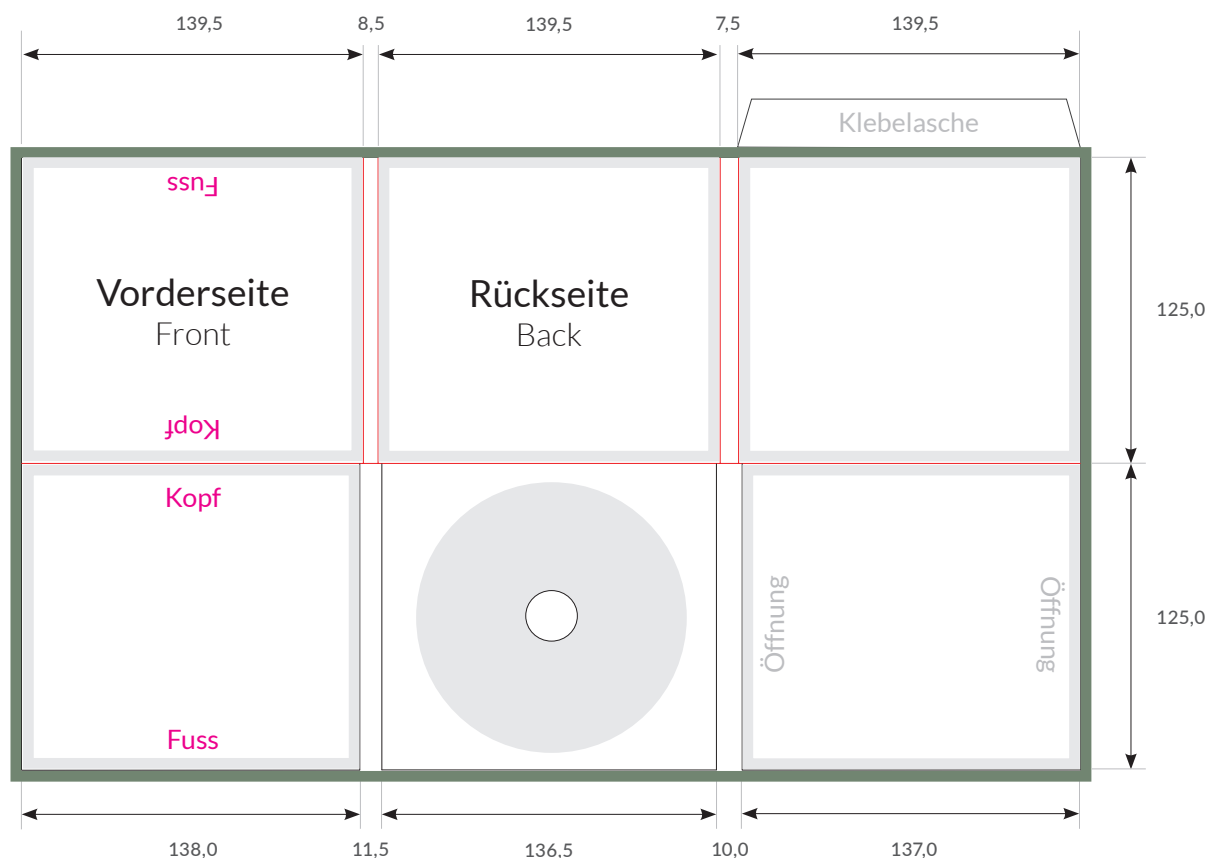 139,5 8,5 139,5 7,5 139,5
Klebelasche
Fuss
Vorderseite
Front
Rückseite
Back
125,0
Kopf
Kopf
Öffnung
Öffnung
125,0
Fuss
138,0 11,5 136,5 10,0 137,0